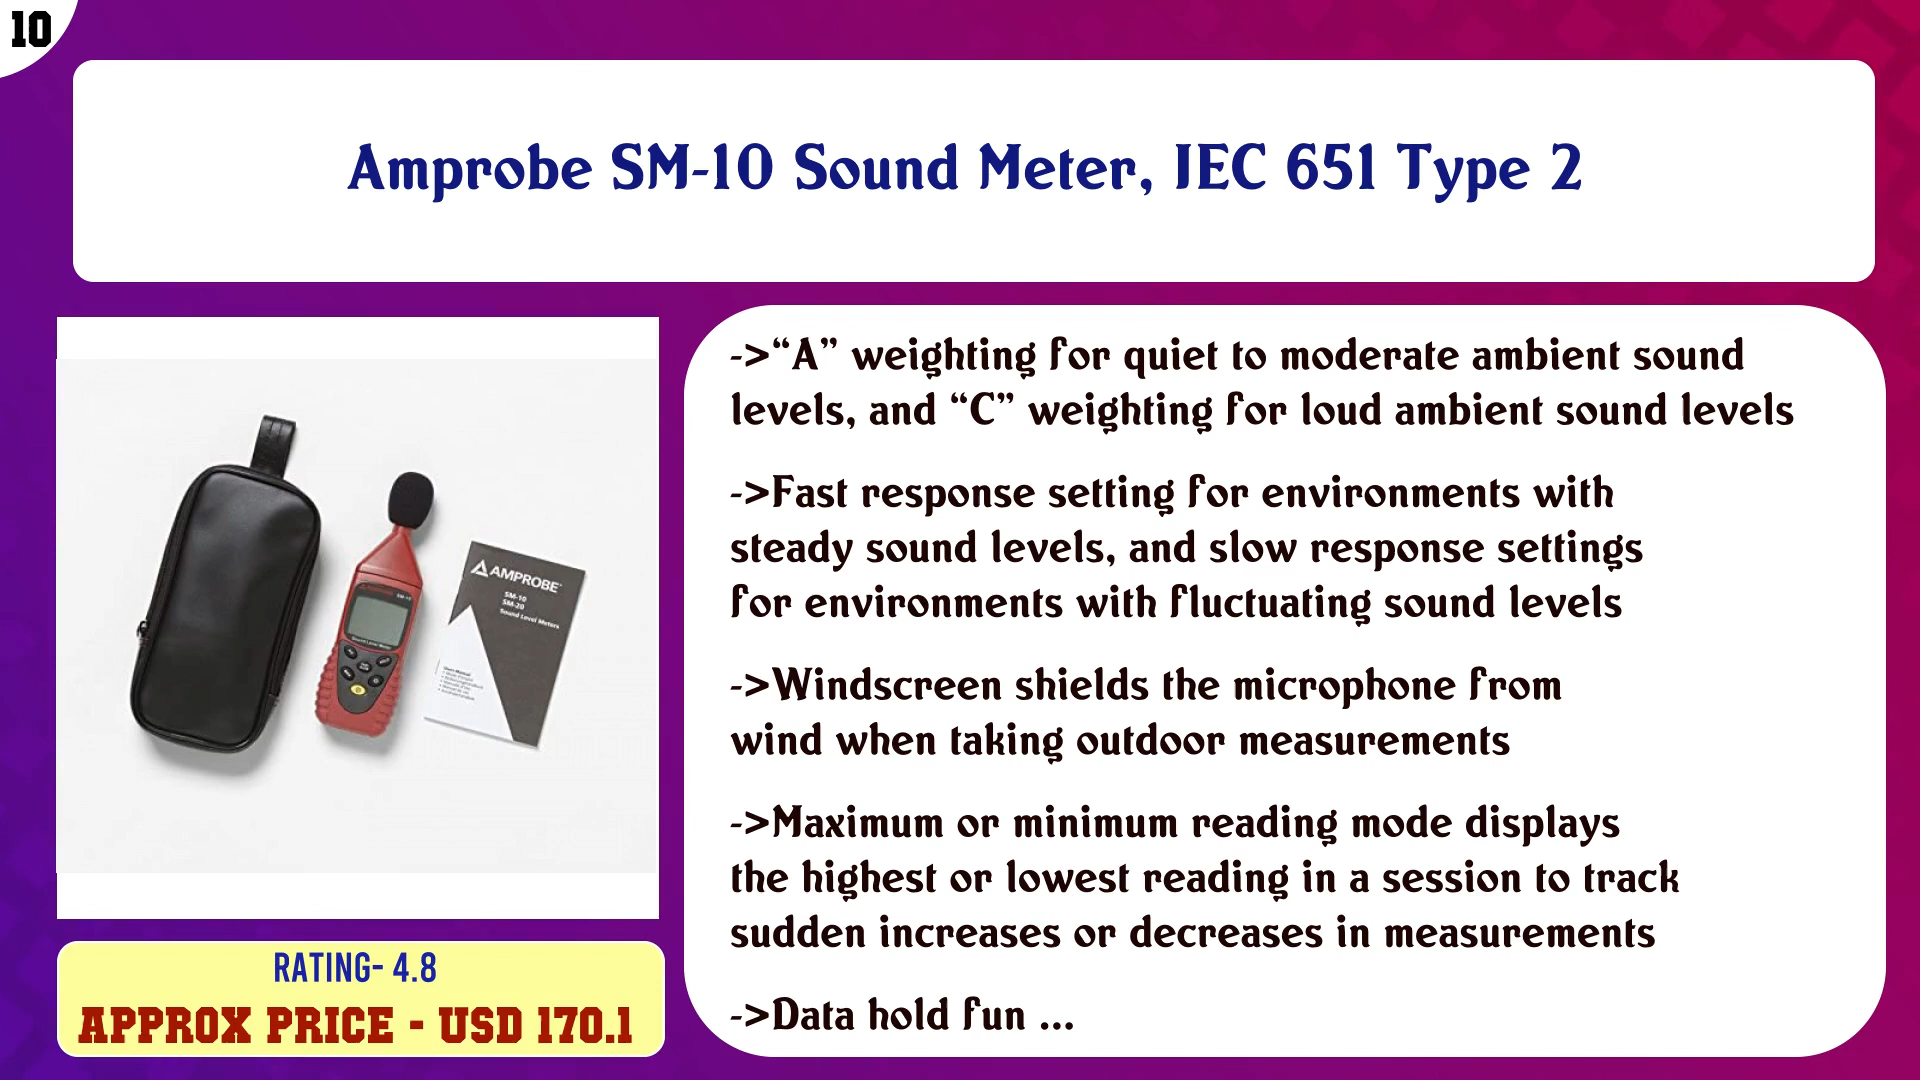 10
Amprobe SM-10 Sound Meter, IEC 651 Type 2
->“A” weighting for quiet to moderate ambient sound
levels, and “C” weighting for loud ambient sound levels
->Fast response setting for environments with
steady sound levels, and slow response settings
for environments with fluctuating sound levels
->Windscreen shields the microphone from
wind when taking outdoor measurements
->Maximum or minimum reading mode displays
the highest or lowest reading in a session to track
sudden increases or decreases in measurements
->Data hold fun ...
AMPROBE
SM-10
SM-20
Sound Level Meters
RATING- 4.8
APPROX PRICE - USD 170.1